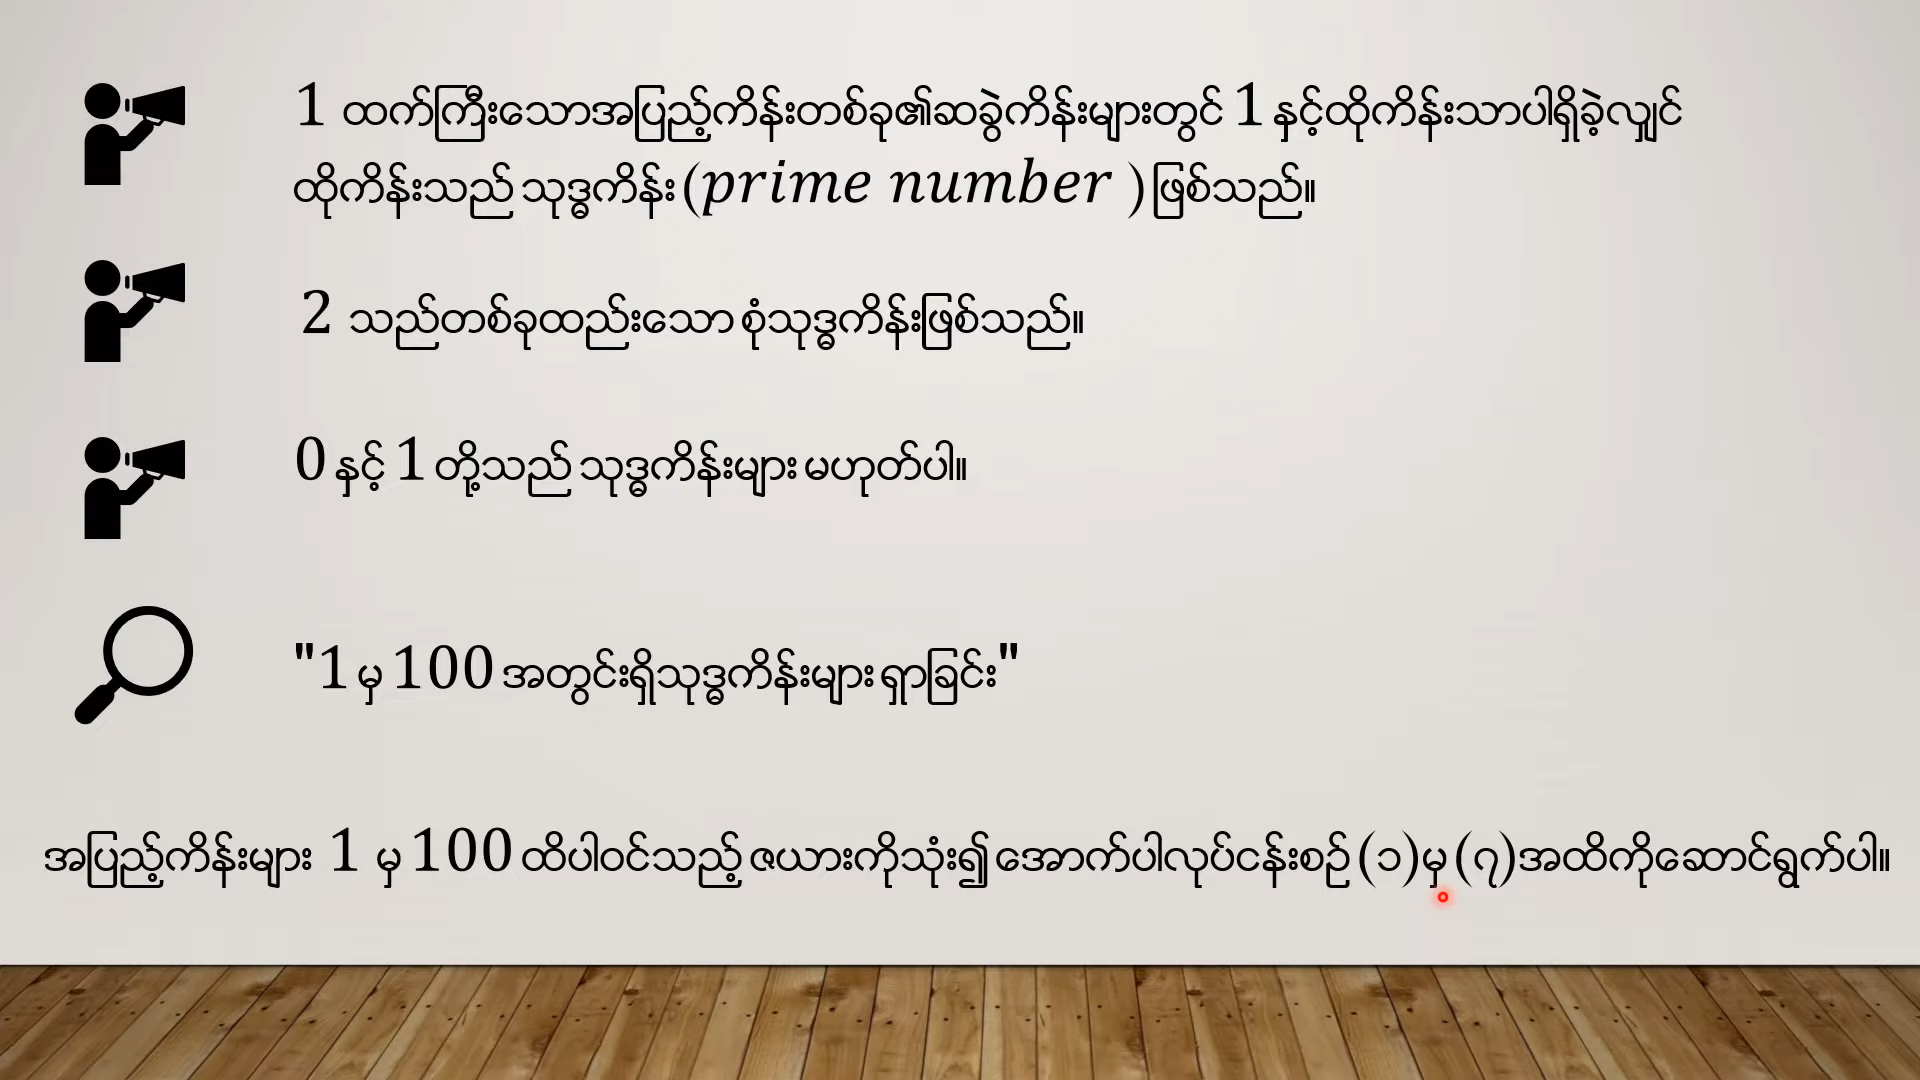 1 ထက်ကြီးသောအပြည့်ကိန်းတစ်ခု၏ဆခွဲကိန်းများတွင် 1 နှင့်ထိုကိန်းသာပါရှိခဲ့လျှင်
ထိုကိန်းသည် သုဒ္ဓကိန်း (prime number ) ဖြစ်သည်။
2 သည်တစ်ခုထည်းသော စုံသုဒ္ဓကိန်းဖြစ်သည်။
0 နှင့် 1 တို့သည် သုဒ္ဓကိန်းများ မဟုတ်ပါ။
"1 မှ 100 အတွင်းရှိသုဒ္ဓကိန်းများ ရှာခြင်း"
အပြည့်ကိန်းများ 1 မှ 100 ထိပါဝင်သည့် ဇယားကိုသုံး၍ အောက်ပါလုပ်ငန်းစဉ် (၁) မှ (၇) အထိကိုဆောင်ရွက်ပါ။